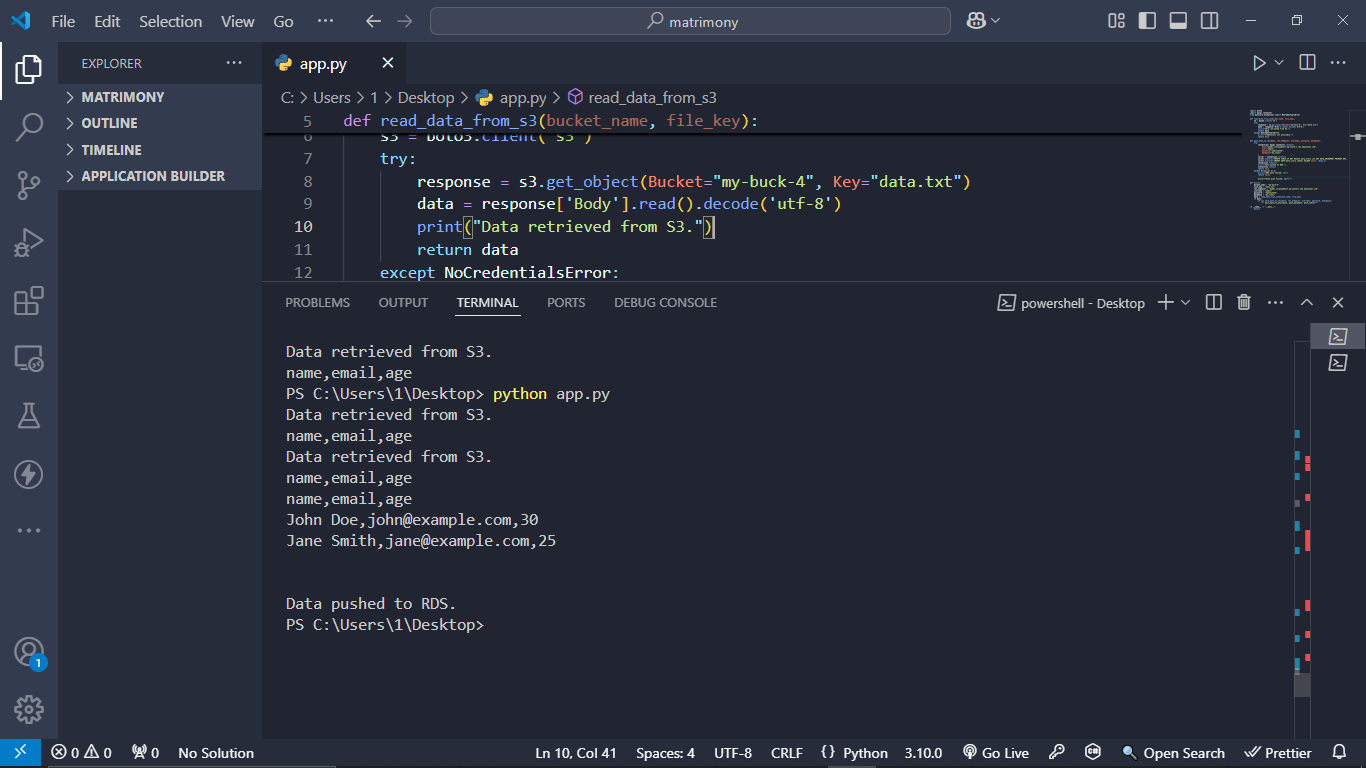 File Edit Selection View Go ··· matrimony
EXPLORER ···
MATRIMONY
OUTLINE
TIMELINE
APPLICATION BUILDER
app.py
C: > Users > 1 > Desktop > app.py > read_data_from_s3
5 def read_data_from_s3(bucket_name, file_key):
6 s3 = boto3.client('s3')
7 try:
8 response = s3.get_object(Bucket="my-buck-4", Key="data.txt")
9 data = response['Body'].read().decode('utf-8')
10 print("Data retrieved from S3.")
11 return data
12 except NoCredentialsError:
PROBLEMS OUTPUT TERMINAL PORTS DEBUG CONSOLE powershell - Desktop
Data retrieved from S3.
name,email,age
PS C:\Users\1\Desktop> python app.py
Data retrieved from S3.
name,email,age
Data retrieved from S3.
name,email,age
name,email,age
John Doe,john@example.com,30
Jane Smith,jane@example.com,25
Data pushed to RDS.
PS C:\Users\1\Desktop>
1
0 0 0 No Solution Ln 10, Col 41 Spaces: 4 UTF-8 CRLF {} Python 3.10.0 Go Live Open Search Prettier